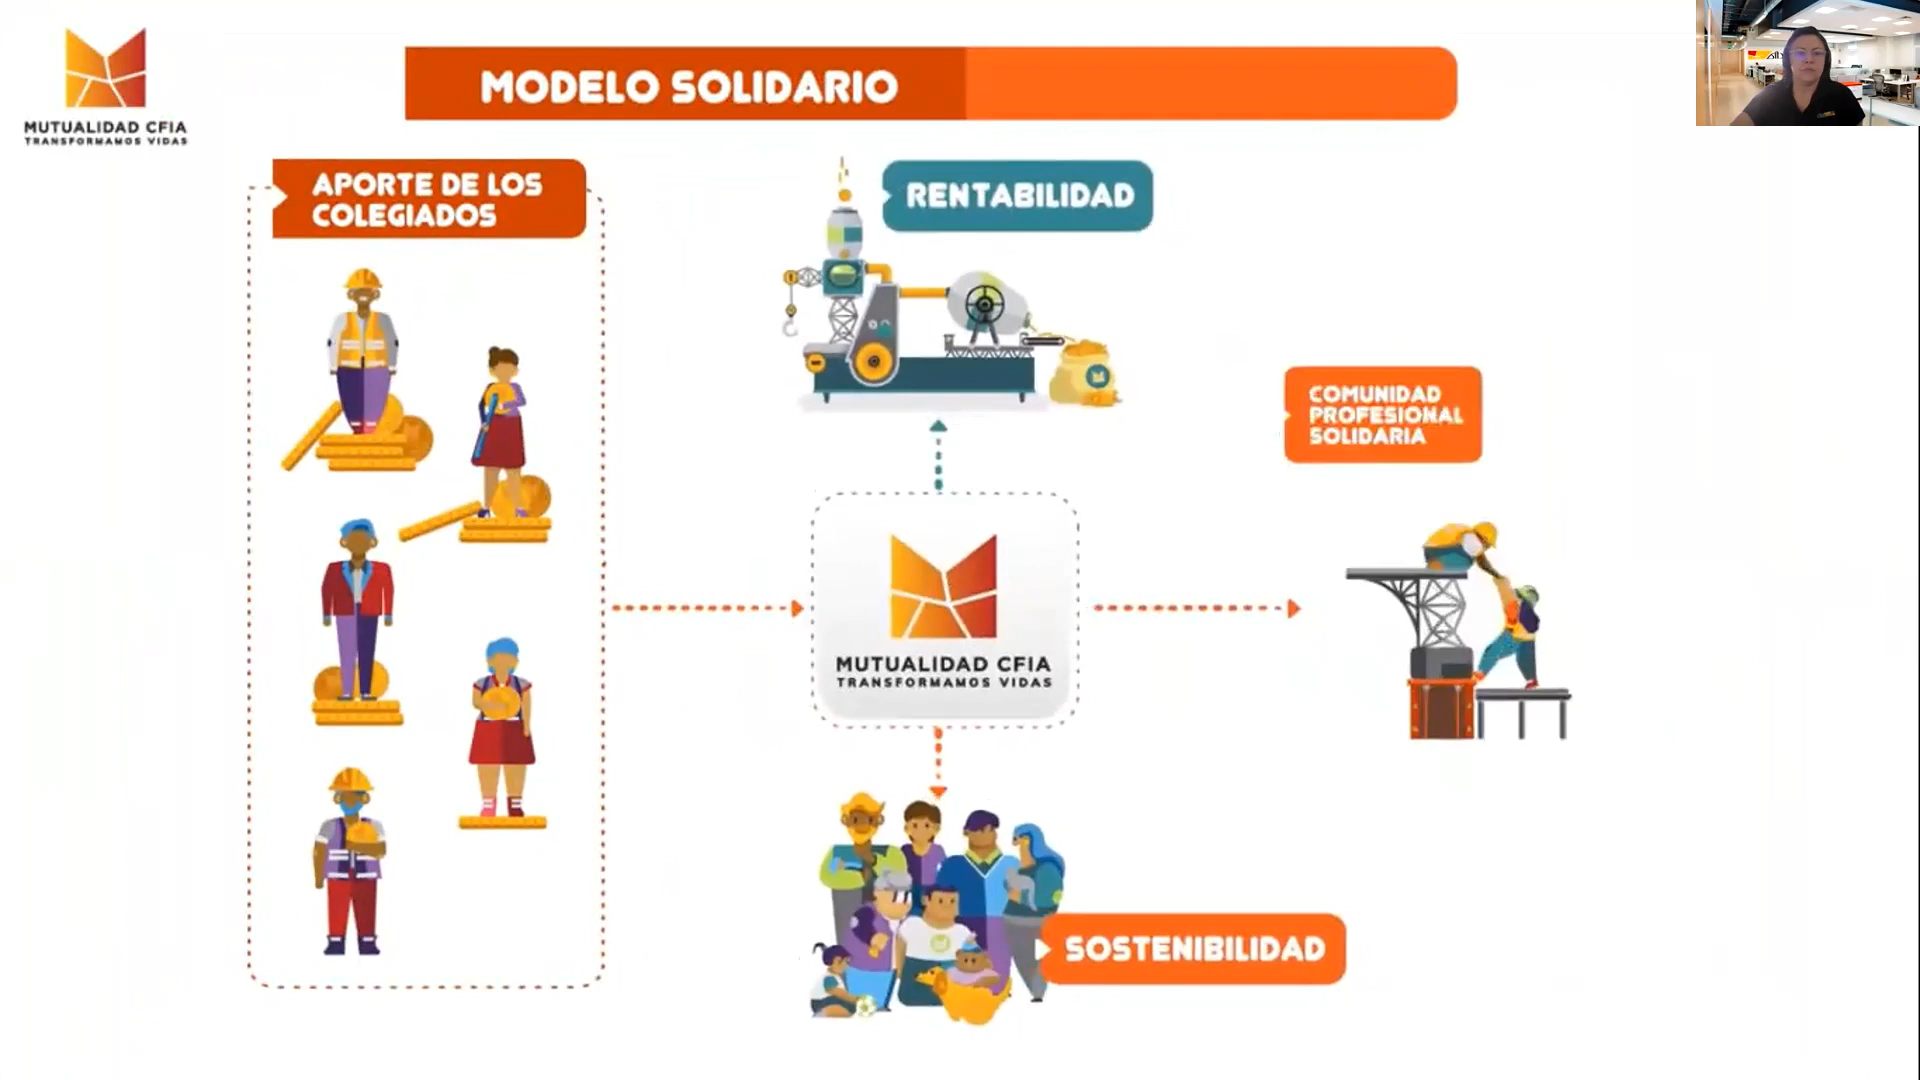 MUTUALIDAD CFIA
TRANSFORMAMOS VIDAS
MODELO SOLIDARIO
APORTE DE LOS
COLEGIADOS
RENTABILIDAD
COMUNIDAD
PROFESIONAL
SOLIDARIA
MUTUALIDAD CFIA
TRANSFORMAMOS VIDAS
SOSTENIBILIDAD